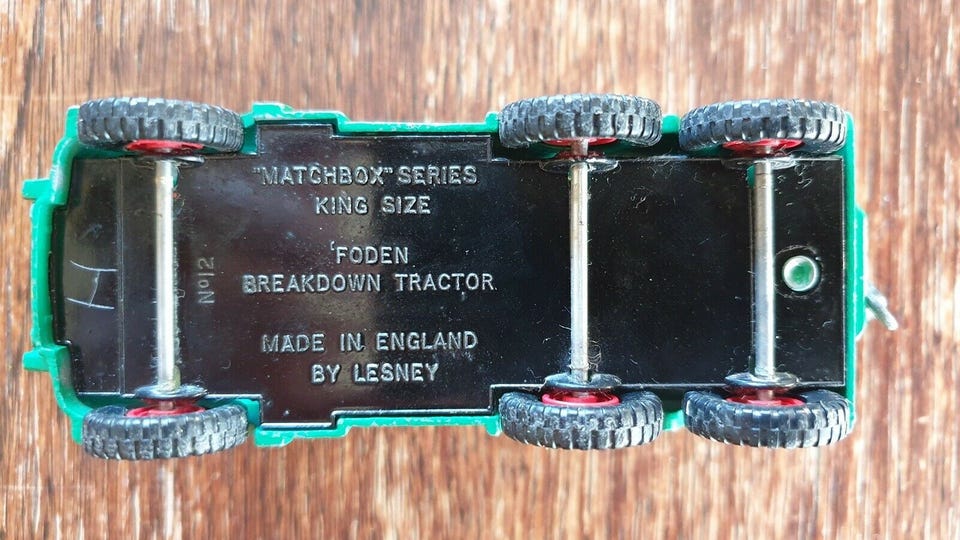 "MATCHBOX" SERIES
KING SIZE
'FODEN
BREAKDOWN TRACTOR
MADE IN ENGLAND
BY LESNEY
Nº12
H